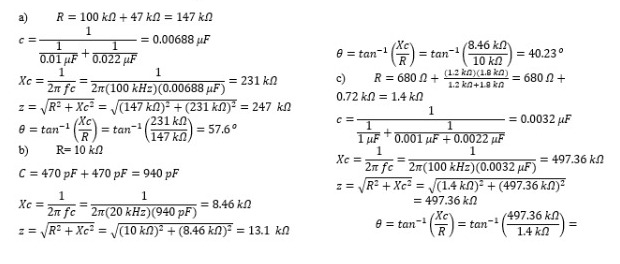 a) R = 100 kΩ + 47 kΩ = 147 kΩ
c = 1 / (1/0.01 μF + 1/0.022 μF) = 0.00688 μF
Xc = 1/2π fc = 1/2π(100 kHz)(0.00688 μF) = 231 kΩ
z = √(R² + Xc²) = √((147 kΩ)² + (231 kΩ)²) = 247 kΩ
θ = tan⁻¹ (Xc/R) = tan⁻¹ (231 kΩ/147 kΩ) = 57.6°
b) R= 10 kΩ
C = 470 pF + 470 pF = 940 pF
Xc = 1/2π fc = 1/2π(20 kHz)(940 pF) = 8.46 kΩ
z = √(R² + Xc²) = √((10 kΩ)² + (8.46 kΩ)²) = 13.1 kΩ
θ = tan⁻¹ (Xc/R) = tan⁻¹ (8.46 kΩ/10 kΩ) = 40.23°
c) R = 680 Ω + (1.2 kΩ)(1.8 kΩ)/1.2 kΩ+1.8 kΩ = 680 Ω +
0.72 kΩ = 1.4 kΩ
c = 1 / (1/1 μF + 1/0.001 μF + 0.0022 μF) = 0.0032 μF
Xc = 1/2π fc = 1/2π(100 kHz)(0.0032 μF) = 497.36 kΩ
z = √(R² + Xc²) = √((1.4 kΩ)² + (497.36 kΩ)²)
= 497.36 kΩ
θ = tan⁻¹ (Xc/R) = tan⁻¹ (497.36 kΩ/1.4 kΩ) =